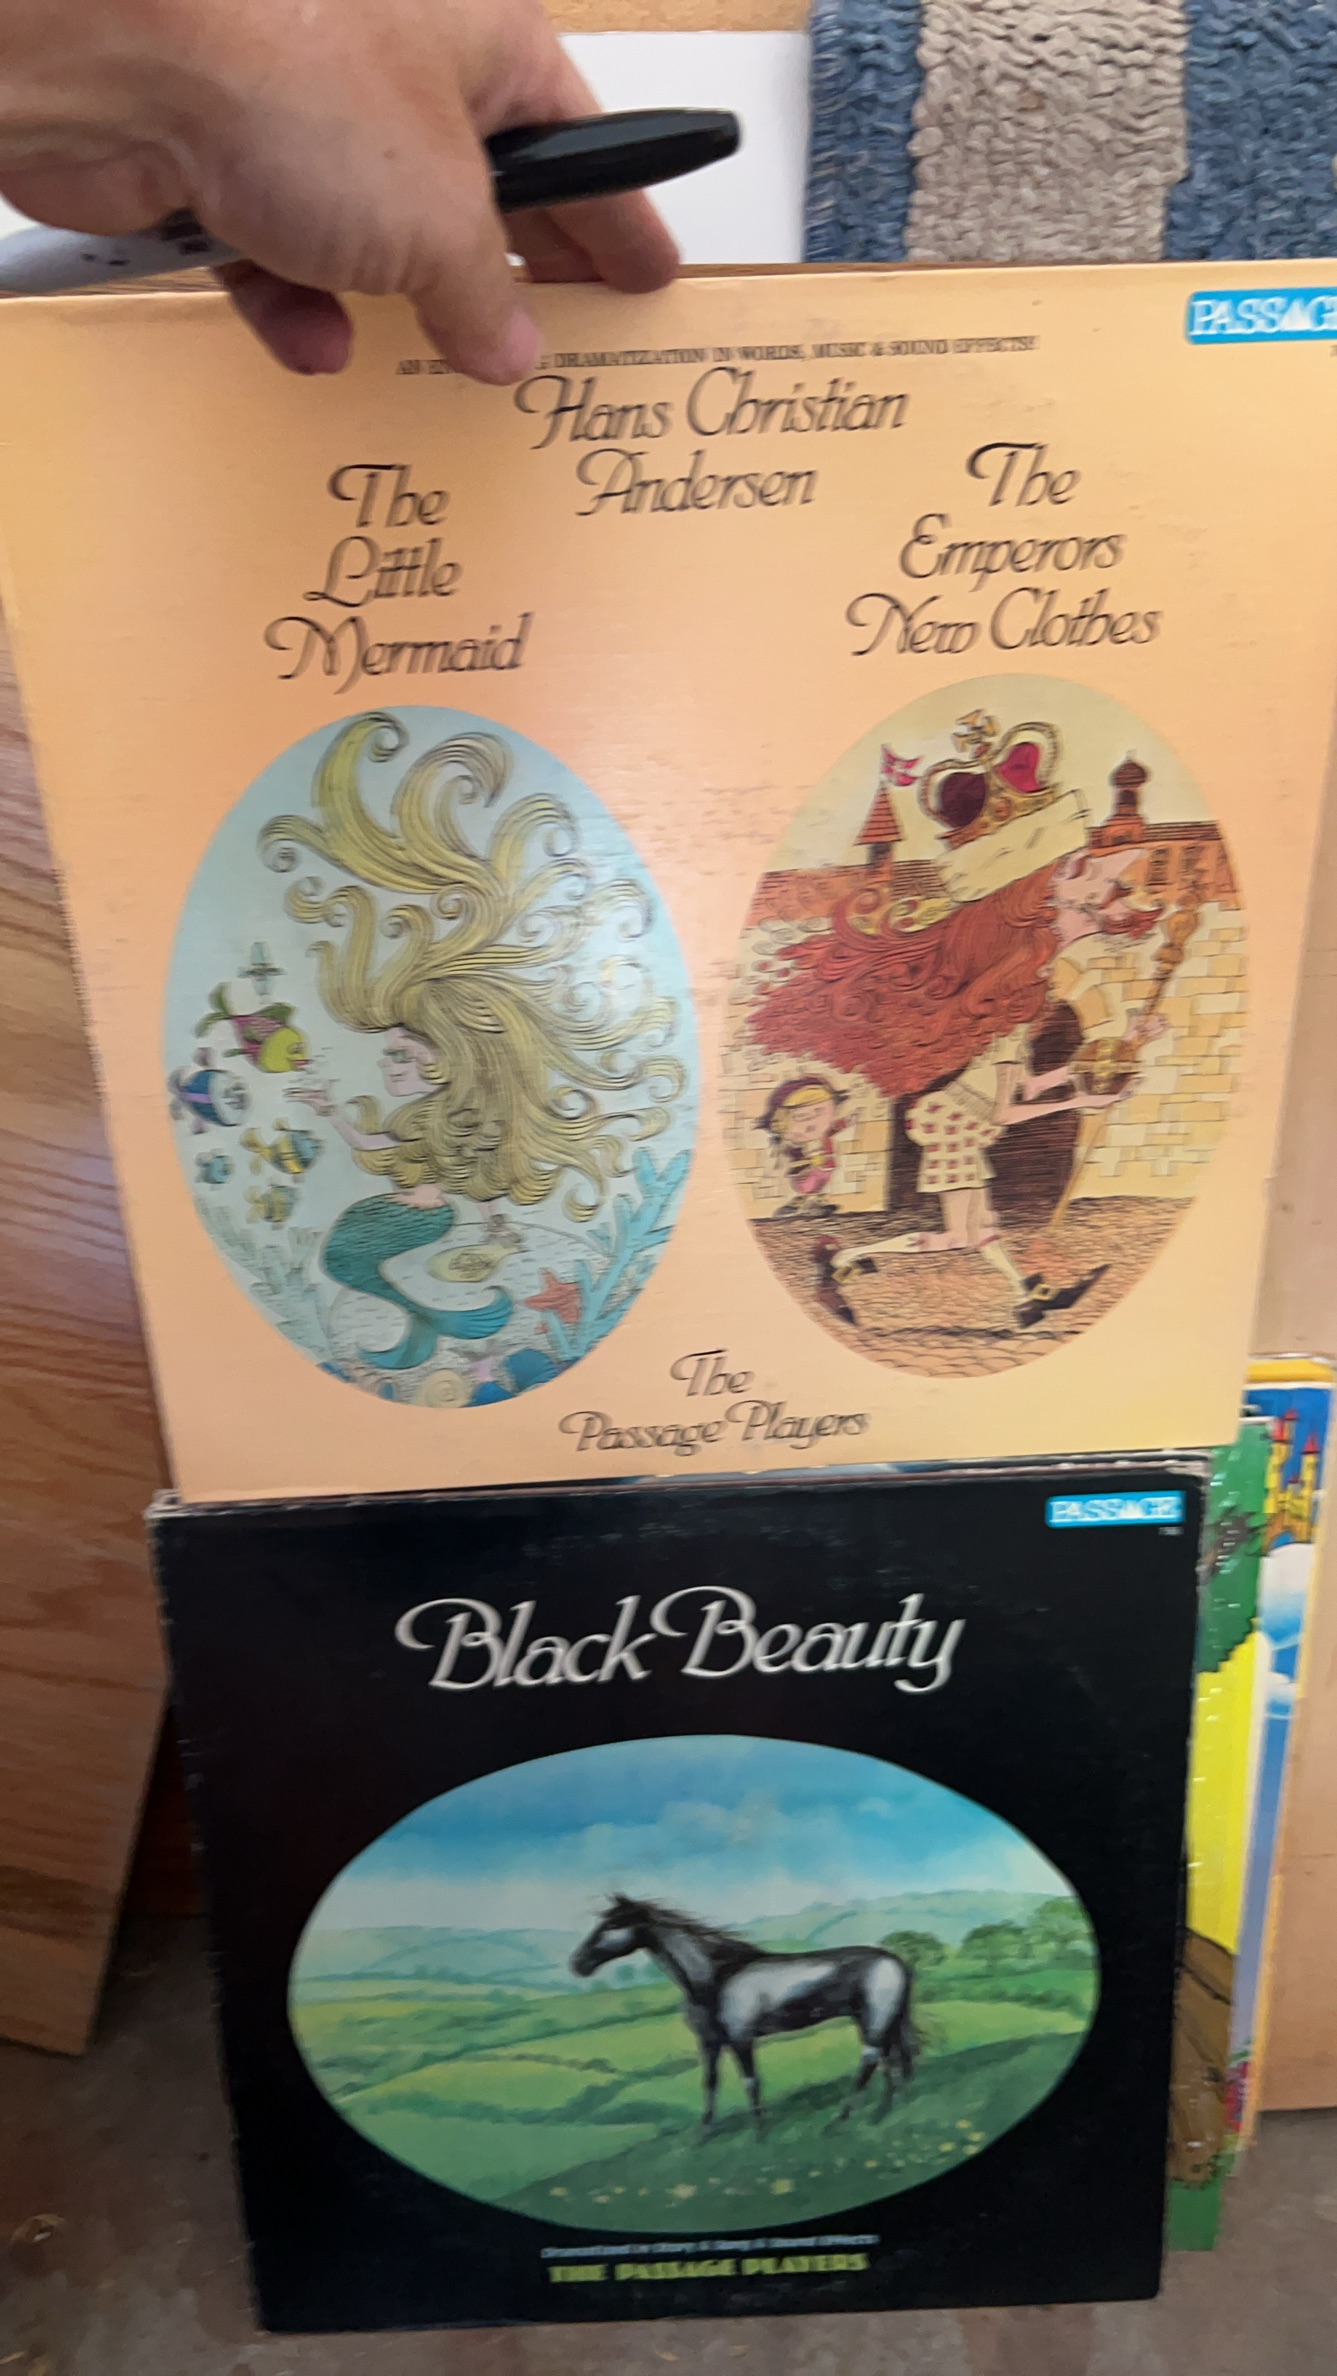 PASSAGE
DRAMATIZATION IN WORDS, MUSIC & SOUND EFFECTS!
Hans Christian
Andersen
The
Little
Mermaid
The
Emperors
New Clothes
The
Passage Players
PASSAGE
Black Beauty
THE PASSAGE PLAYERS